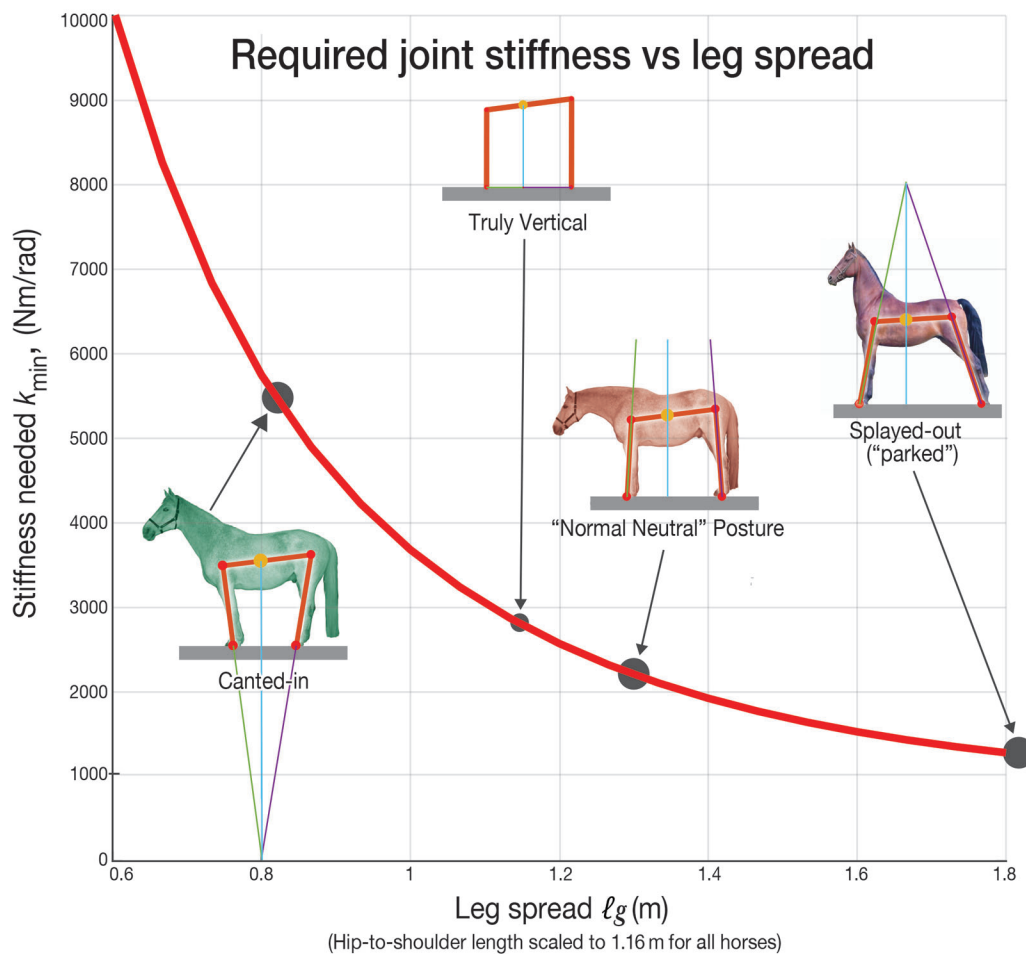 Required joint stiffness vs leg spread
Stiffness needed k_min, (Nm/rad)
10000
9000
8000
7000
6000
5000
4000
3000
2000
1000
0
Truly Vertical
Splayed-out
("parked")
"Normal Neutral" Posture
Canted-in
0.6 0.8 1 1.2 1.4 1.6 1.8
Leg spread ℓg (m)
(Hip-to-shoulder length scaled to 1.16 m for all horses)